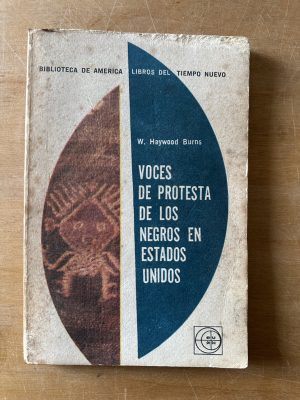 BIBLIOTECA DE AMERICA LIBROS DEL TIEMPO NUEVO
W. Haywood Burns
VOCES
DE PROTESTA
DE LOS
NEGROS EN
ESTADOS
UNIDOS